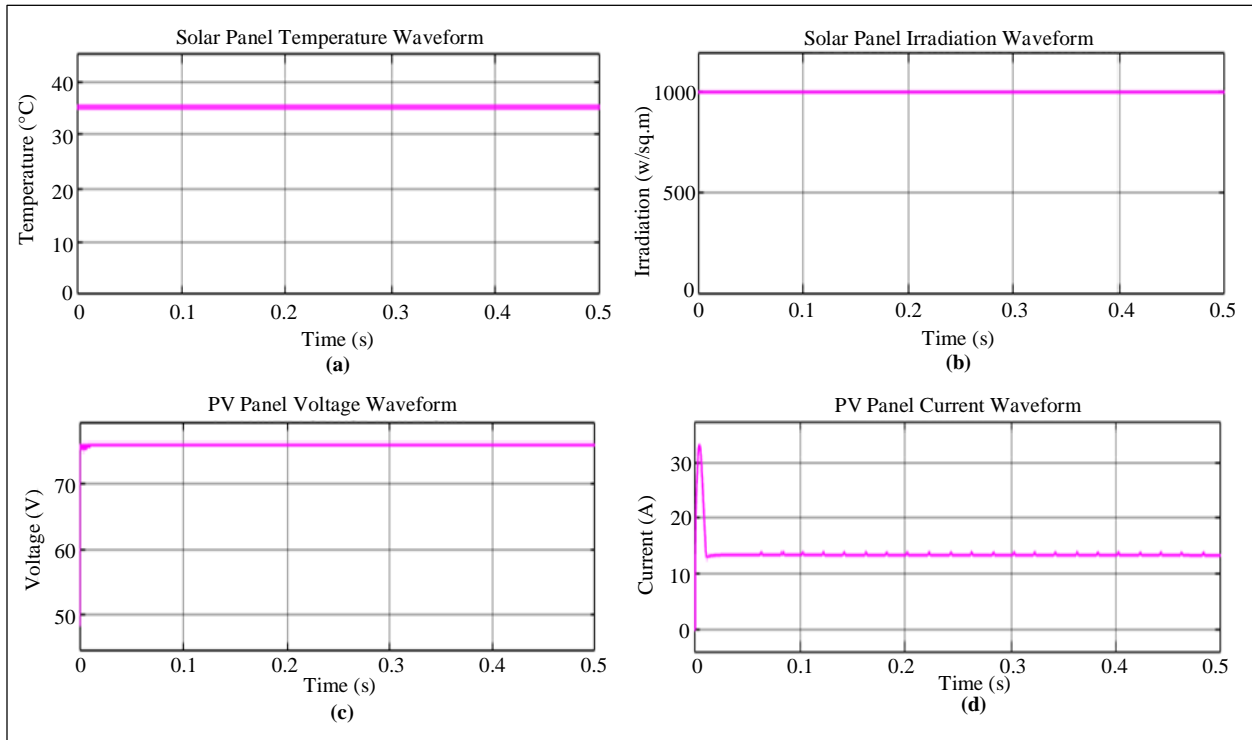 Solar Panel Temperature Waveform
Temperature (°C)
40
30
20
10
0
0 0.1 0.2 0.3 0.4 0.5
Time (s)
(a)
Solar Panel Irradiation Waveform
Irradiation (w/sq.m)
1000
500
0
0 0.1 0.2 0.3 0.4 0.5
Time (s)
(b)
PV Panel Voltage Waveform
Voltage (V)
70
60
50
0 0.1 0.2 0.3 0.4 0.5
Time (s)
(c)
PV Panel Current Waveform
Current (A)
30
20
10
0
0 0.1 0.2 0.3 0.4 0.5
Time (s)
(d)